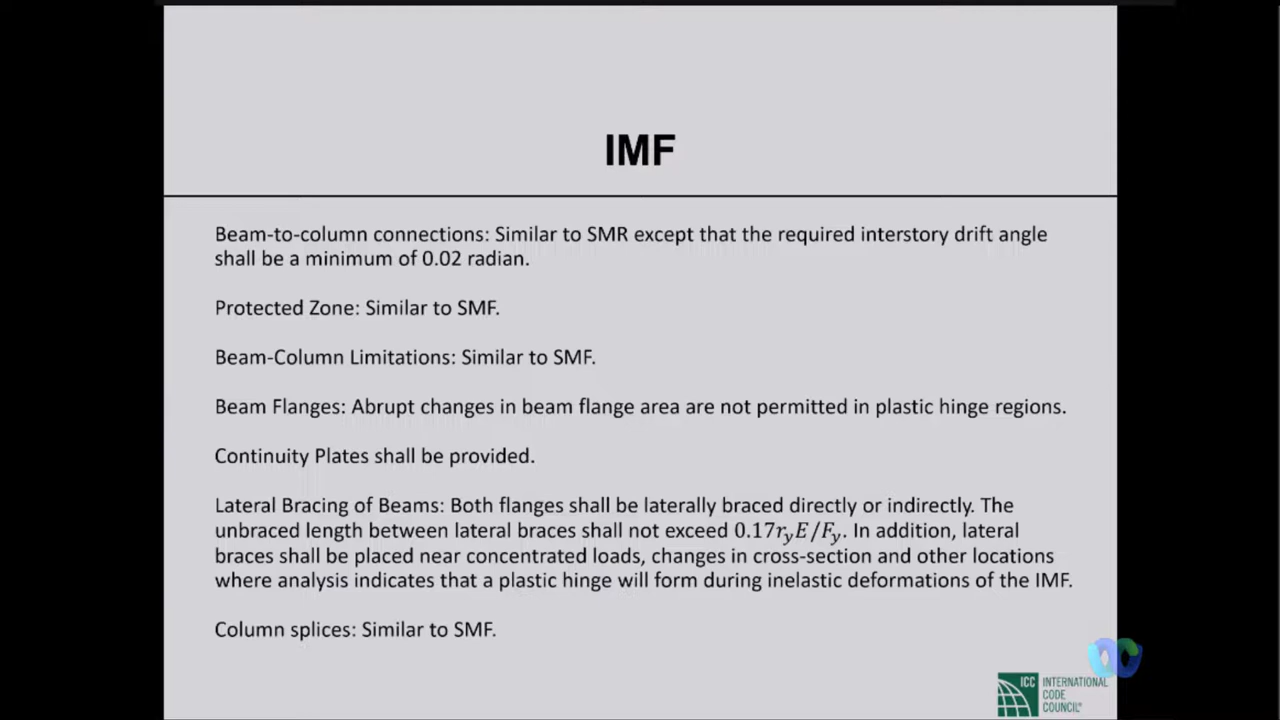 IMF
Beam-to-column connections: Similar to SMR except that the required interstory drift angle
shall be a minimum of 0.02 radian.
Protected Zone: Similar to SMF.
Beam-Column Limitations: Similar to SMF.
Beam Flanges: Abrupt changes in beam flange area are not permitted in plastic hinge regions.
Continuity Plates shall be provided.
Lateral Bracing of Beams: Both flanges shall be laterally braced directly or indirectly. The
unbraced length between lateral braces shall not exceed 0.17r_yE/F_y. In addition, lateral
braces shall be placed near concentrated loads, changes in cross-section and other locations
where analysis indicates that a plastic hinge will form during inelastic deformations of the IMF.
Column splices: Similar to SMF.
ICC INTERNATIONAL
CODE
COUNCIL®